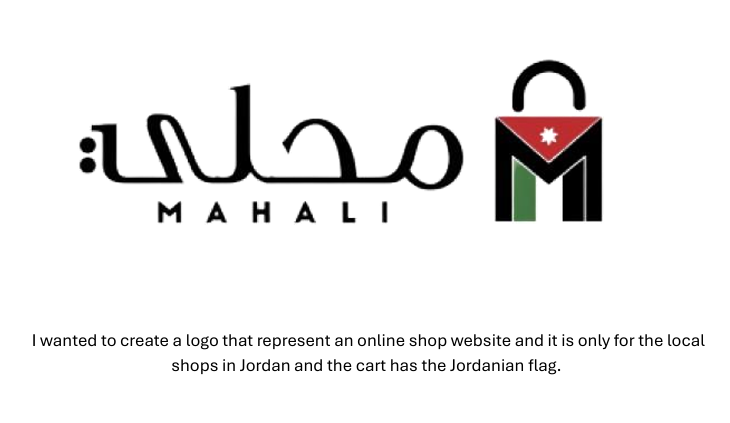 محلي
MAHALI
I wanted to create a logo that represent an online shop website and it is only for the local
shops in Jordan and the cart has the Jordanian flag.